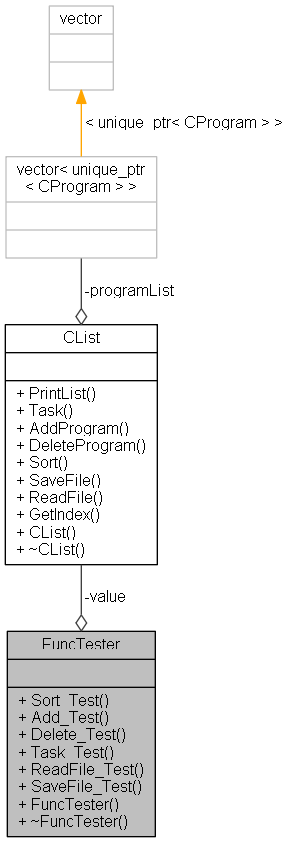 vector
< unique_ptr< CProgram > >
vector< unique_ptr
< CProgram > >
-programList
CList
+ PrintList()
+ Task()
+ AddProgram()
+ DeleteProgram()
+ Sort()
+ SaveFile()
+ ReadFile()
+ GetIndex()
+ CList()
+ ~CList()
-value
FuncTester
+ Sort_Test()
+ Add_Test()
+ Delete_Test()
+ Task_Test()
+ ReadFile_Test()
+ SaveFile_Test()
+ FuncTester()
+ ~FuncTester()